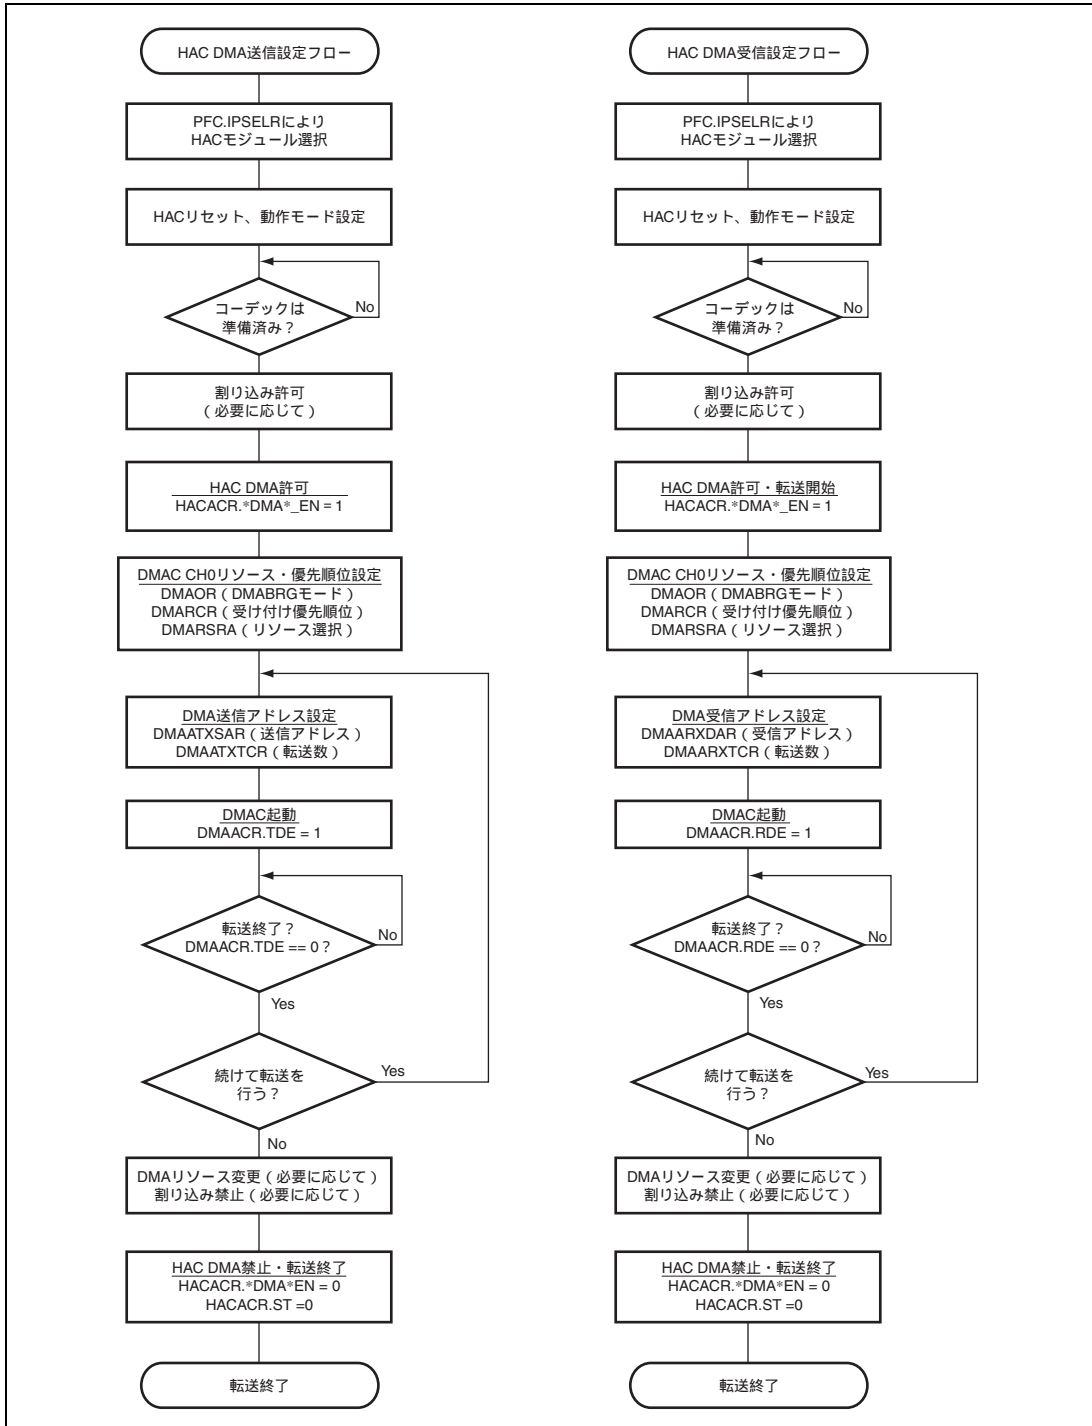 HAC DMA送信設定フロー
PFC.IPSELRにより
HACモジュール選択
HACリセット、動作モード設定
コーデックは
準備済み？
No
割り込み許可
（必要に応じて）
HAC DMA許可
HACACR.*DMA*_EN = 1
DMAC CH0リソース・優先順位設定
DMAOR（DMABRGモード）
DMARCR（受け付け優先順位）
DMARSRA（リソース選択）
DMA送信アドレス設定
DMAATXSAR（送信アドレス）
DMAATXTCR（転送数）
DMAC起動
DMAACR.TDE = 1
転送終了？
DMAACR.TDE == 0？
No
Yes
続けて転送を
行う？
Yes
No
DMAリソース変更（必要に応じて）
割り込み禁止（必要に応じて）
HAC DMA禁止・転送終了
HACACR.*DMA*EN = 0
HACACR.ST =0
転送終了
HAC DMA受信設定フロー
PFC.IPSELRにより
HACモジュール選択
HACリセット、動作モード設定
コーデックは
準備済み？
No
割り込み許可
（必要に応じて）
HAC DMA許可・転送開始
HACACR.*DMA*_EN = 1
DMAC CH0リソース・優先順位設定
DMAOR（DMABRGモード）
DMARCR（受け付け優先順位）
DMARSRA（リソース選択）
DMA受信アドレス設定
DMAARXDAR（受信アドレス）
DMAARXTCR（転送数）
DMAC起動
DMAACR.RDE = 1
転送終了？
DMAACR.RDE == 0？
No
Yes
続けて転送を
行う？
Yes
No
DMAリソース変更（必要に応じて）
割り込み禁止（必要に応じて）
HAC DMA禁止・転送終了
HACACR.*DMA*EN = 0
HACACR.ST =0
転送終了